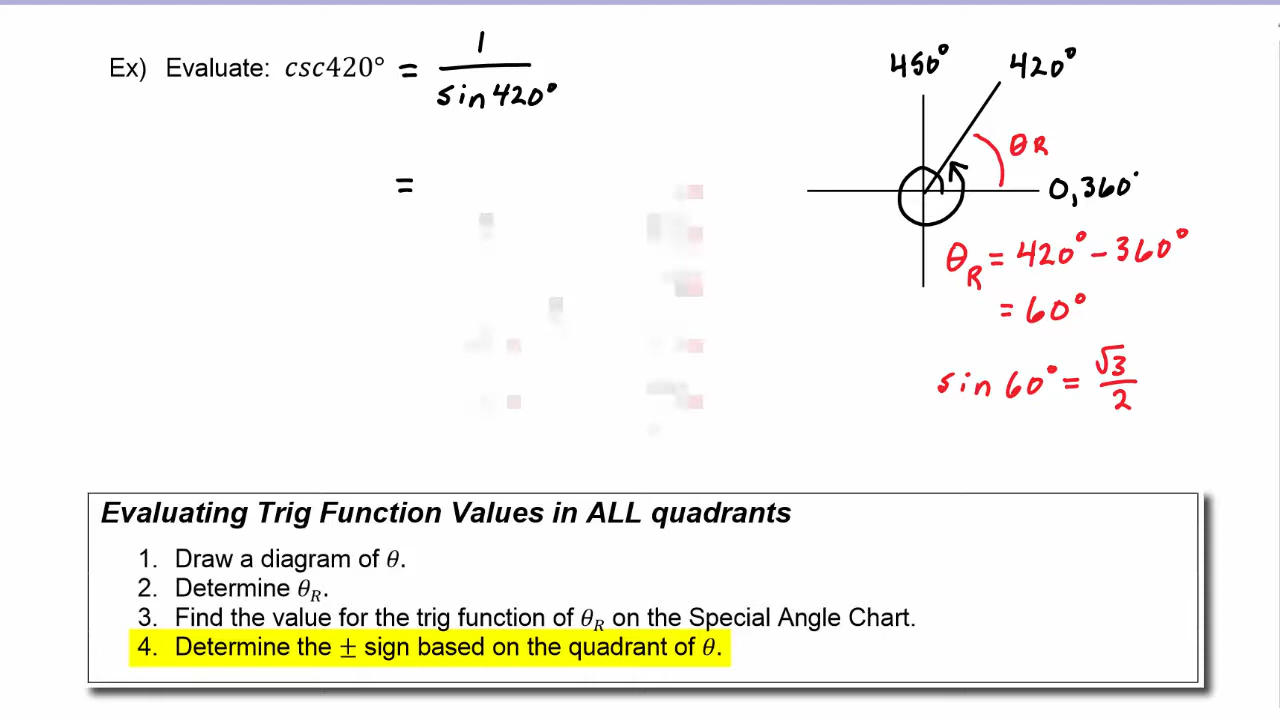 Ex) Evaluate: csc420° = 1 / sin420°
=
450° 420°
θR
0,360°
θR = 420° - 360°
= 60°
sin 60° = √3 / 2
Evaluating Trig Function Values in ALL quadrants
1. Draw a diagram of θ.
2. Determine θR.
3. Find the value for the trig function of θR on the Special Angle Chart.
4. Determine the ± sign based on the quadrant of θ.